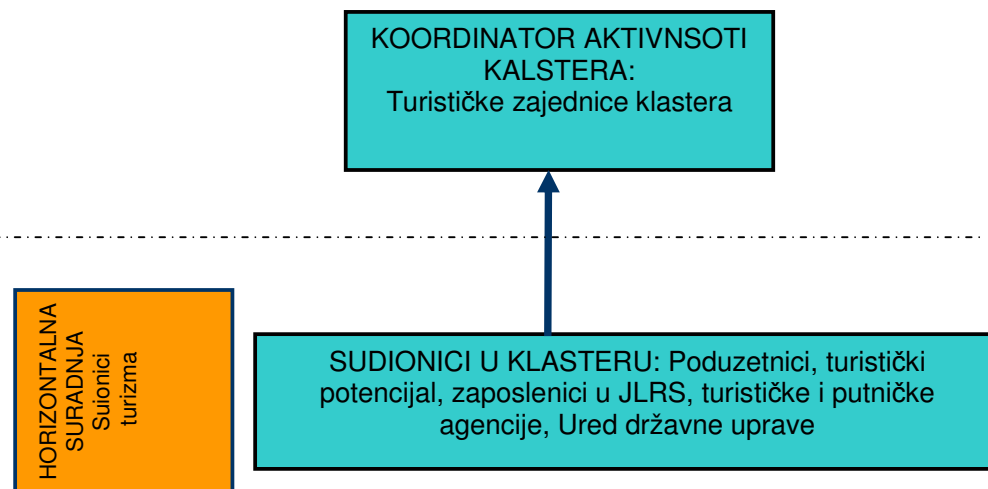 KOORDINATOR AKTIVNSOTI
KALSTERA:
Turističke zajednice klastera
HORIZONTALNA
SURADNJA
Suionici
turizma
SUDIONICI U KLASTERU: Poduzetnici, turistički
potencijal, zaposlenici u JLRS, turističke i putničke
agencije, Ured državne uprave